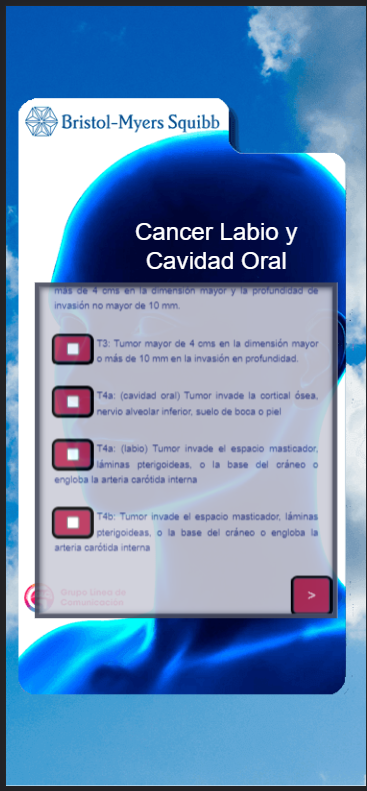 Bristol-Myers Squibb
Cancer Labio y
Cavidad Oral
más de 4 cms en la dimensión mayor y la profundidad de
invasión no mayor de 10 mm.
T3: Tumor mayor de 4 cms en la dimensión mayor
o más de 10 mm en la invasión en profundidad.
T4a: (cavidad oral) Tumor invade la cortical ósea,
nervio alveolar inferior, suelo de boca o piel
T4a: (labio) Tumor invade el espacio masticador,
láminas pterigoideas, o la base del cráneo o
engloba la arteria carótida interna
T4b: Tumor invade el espacio masticador, láminas
pterigoideas, o la base del cráneo o engloba la
arteria carótida interna
Grupo Línea de
Comunicación
>